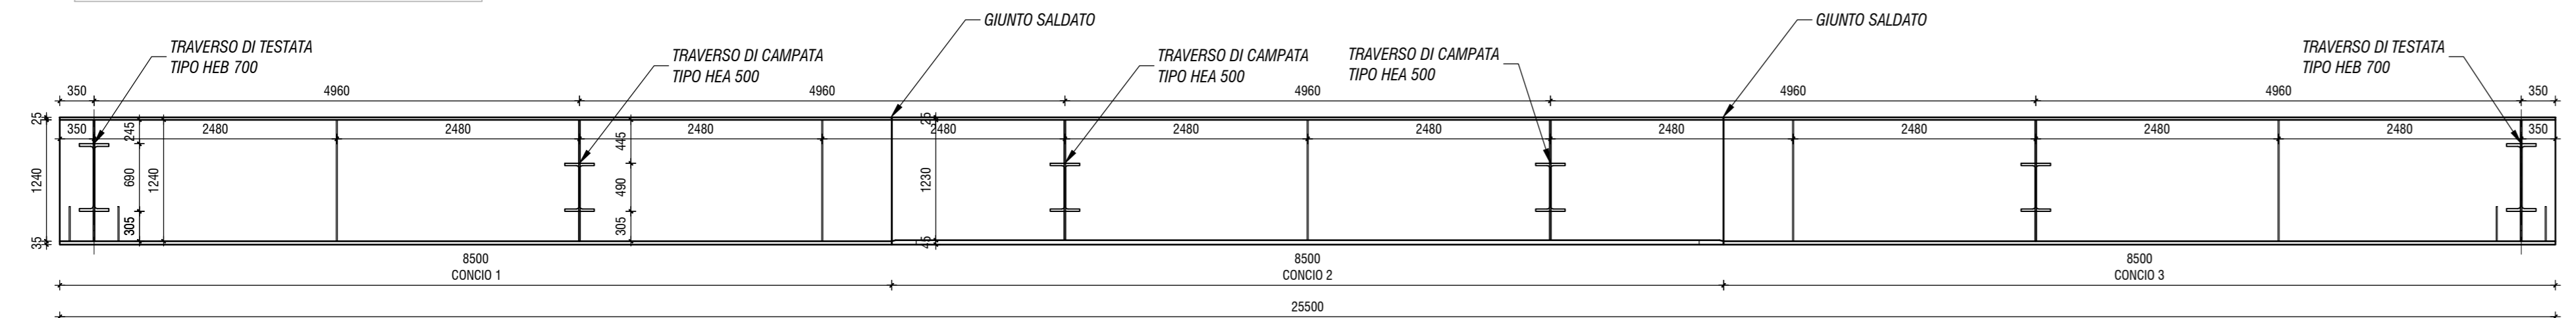 GIUNTO SALDATO
GIUNTO SALDATO
TRAVERSO DI TESTATA
TIPO HEB 700
TRAVERSO DI CAMPATA
TIPO HEA 500
TRAVERSO DI CAMPATA
TIPO HEA 500
TRAVERSO DI CAMPATA
TIPO HEA 500
TRAVERSO DI TESTATA
TIPO HEB 700
350 4960 4960 4960 4960 4960 350
25 245 445 25
350 2480 2480 2480 2480 2480 2480 2480 2480 2480 2480 350
1240 690 1240 490 1230
305 305
35 45
8500 8500 8500
CONCIO 1 CONCIO 2 CONCIO 3
25500